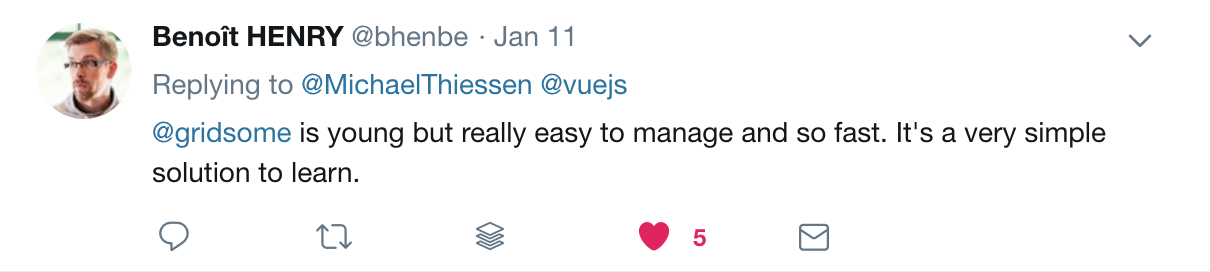 Benoît HENRY @bhenbe · Jan 11
Replying to @MichaelThiessen @vuejs
@gridsome is young but really easy to manage and so fast. It's a very simple
solution to learn.
5